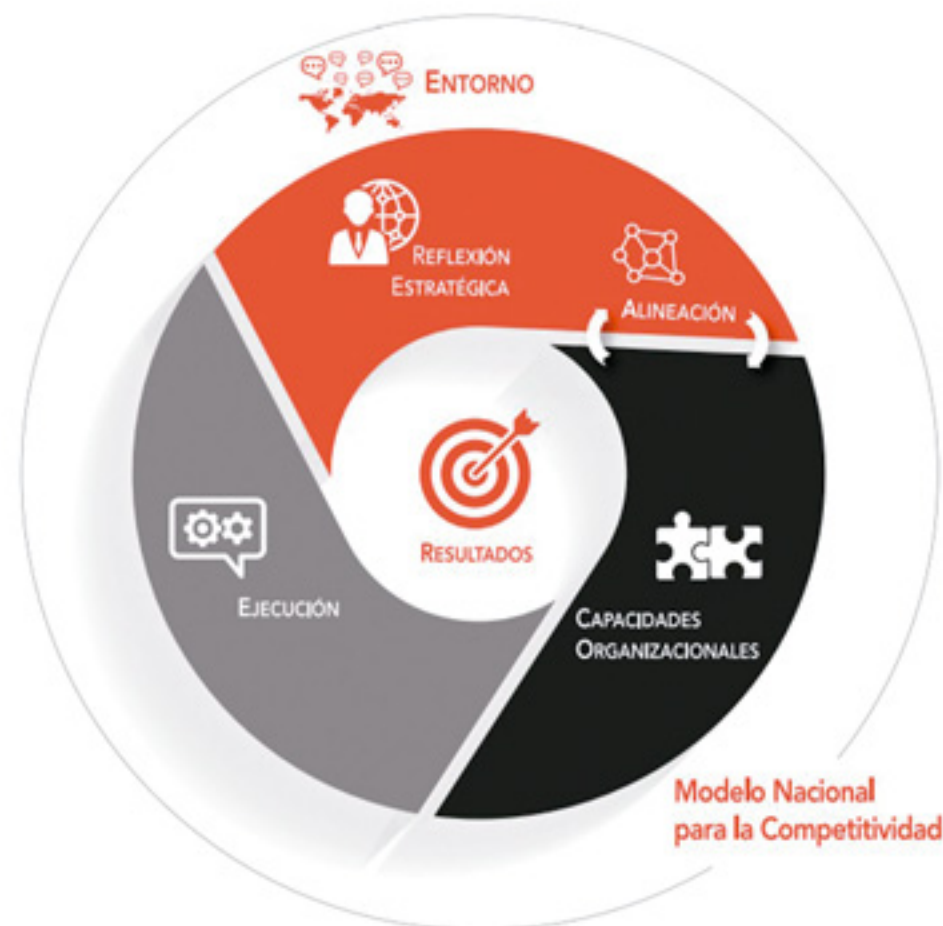 ENTORNO
REFLEXIÓN
ESTRATÉGICA
ALINEACIÓN
RESULTADOS
EJECUCIÓN
CAPACIDADES
ORGANIZACIONALES
Modelo Nacional
para la Competitividad